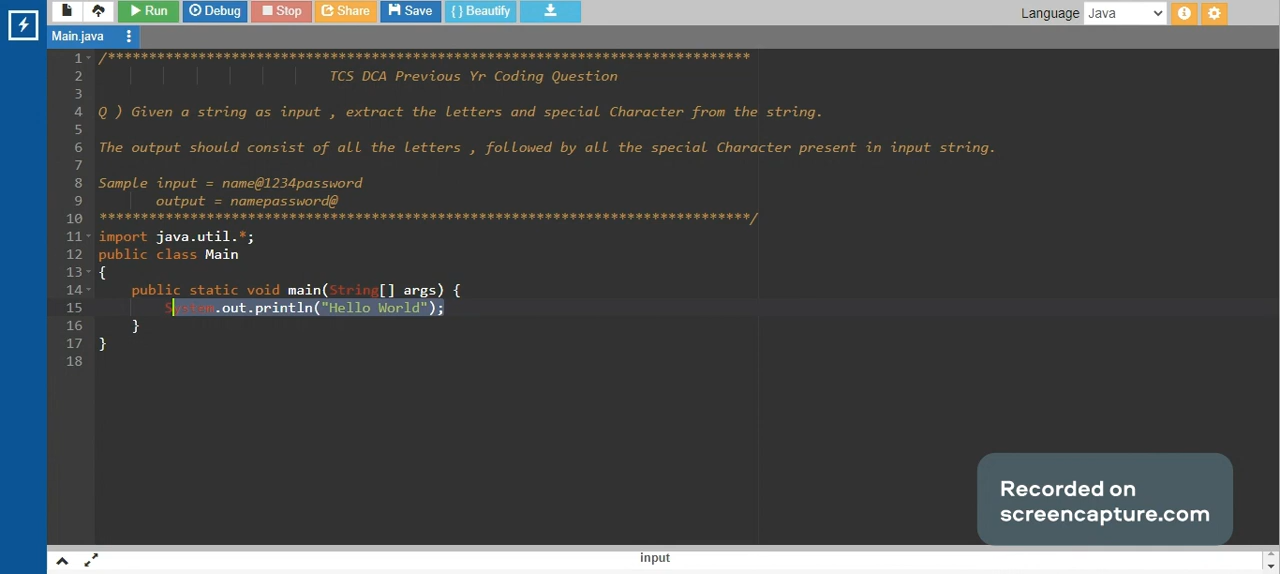 Run Debug Stop Share Save { } Beautify Language Java
Main.java
1 /******************************************************************************
2 TCS DCA Previous Yr Coding Question
3
4 Q ) Given a string as input , extract the letters and special Character from the string.
5
6 The output should consist of all the letters , followed by all the special Character present in input string.
7
8 Sample input = name@1234password
9 output = namepassword@
10 *******************************************************************************/
11 import java.util.*;
12 public class Main
13 {
14 public static void main(String[] args) {
15 System.out.println("Hello World");
16 }
17 }
18
Recorded on
screencapture.com
input